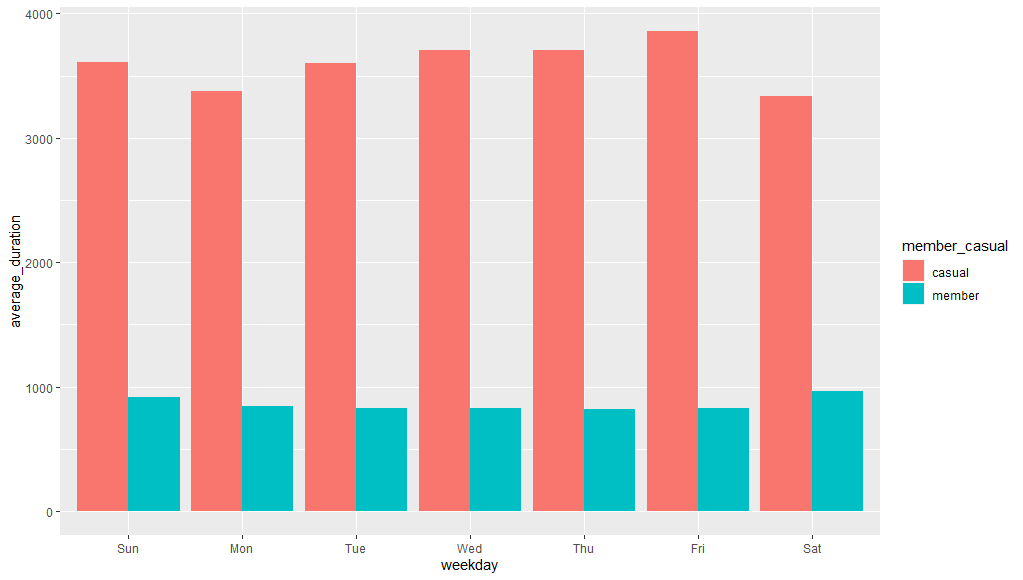 4000
3000
2000
1000
0
average_duration
Sun Mon Tue Wed Thu Fri Sat
weekday
member_casual
casual
member